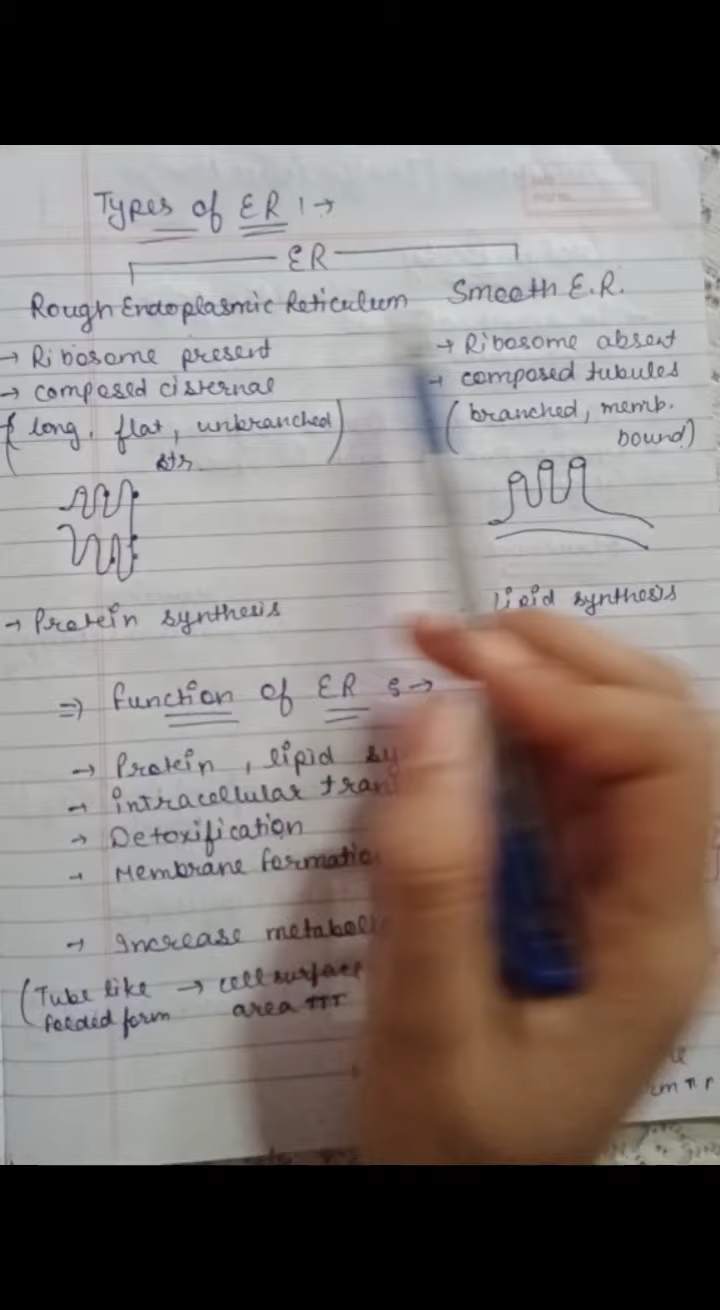 Types of ER :→
ER
Rough Endoplasmic Reticulum
→ Ribosome present
→ composed cisternal
( long, flat, unbranched )
str.
→ Protein synthesis
Smooth E.R.
→ Ribosome absent
→ composed tubules
( branched, memb.
bound )
lipid synthesis
⇒ function of ER :→
→ Protein , lipid
→ intracellular
→ Detoxification
→ Membrane
→ Increase
( Tube like → cell surface
folded form area ↑↑↑